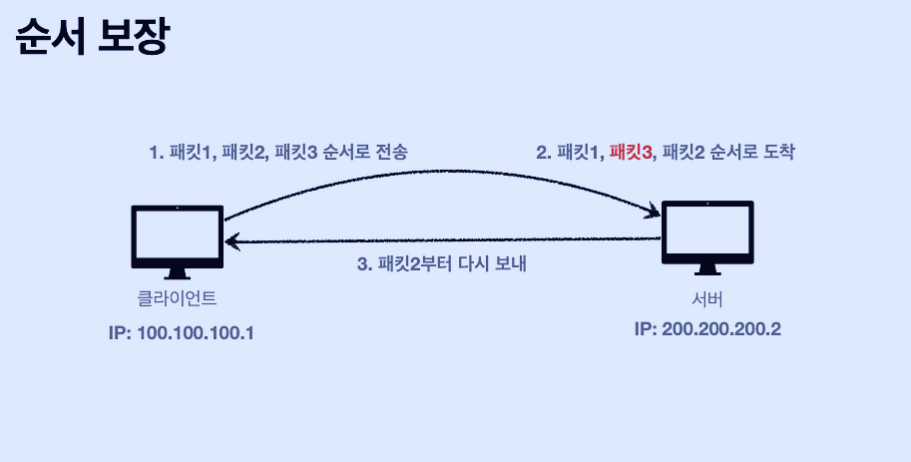 순서 보장
1. 패킷1, 패킷2, 패킷3 순서로 전송
2. 패킷1, 패킷3, 패킷2 순서로 도착
3. 패킷2부터 다시 보내
클라이언트
서버
IP: 100.100.100.1
IP: 200.200.200.2